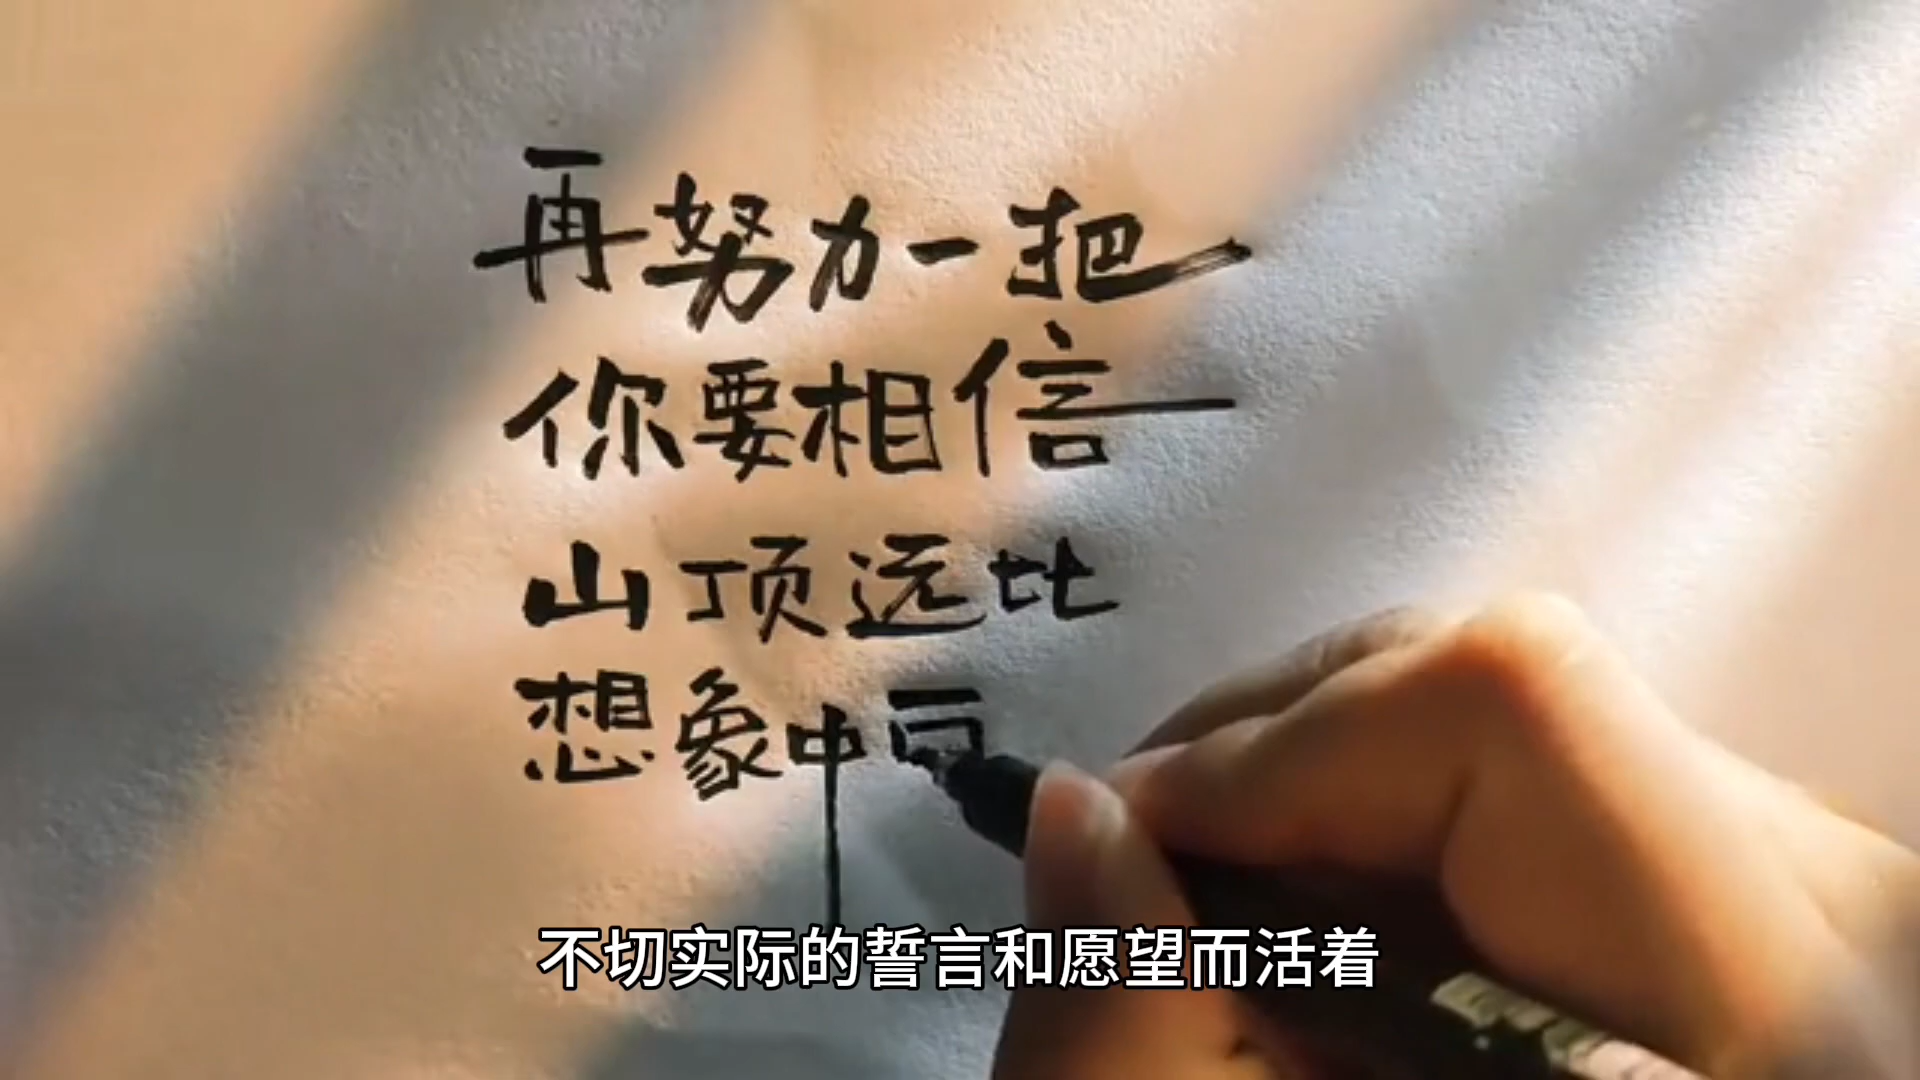 再努力一把
你要相信
山顶远比
想象中
不切实际的誓言和愿望而活着